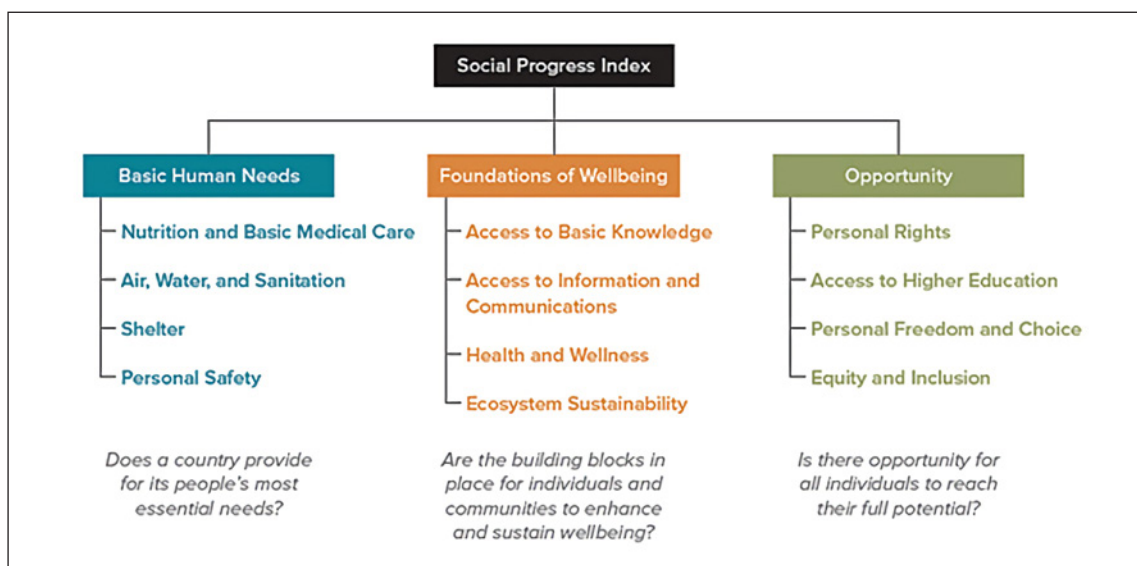 Social Progress Index
Basic Human Needs
Nutrition and Basic Medical Care
Air, Water, and Sanitation
Shelter
Personal Safety
Does a country provide
for its people's most
essential needs?
Foundations of Wellbeing
Access to Basic Knowledge
Access to Information and
Communications
Health and Wellness
Ecosystem Sustainability
Are the building blocks in
place for individuals and
communities to enhance
and sustain wellbeing?
Opportunity
Personal Rights
Access to Higher Education
Personal Freedom and Choice
Equity and Inclusion
Is there opportunity for
all individuals to reach
their full potential?